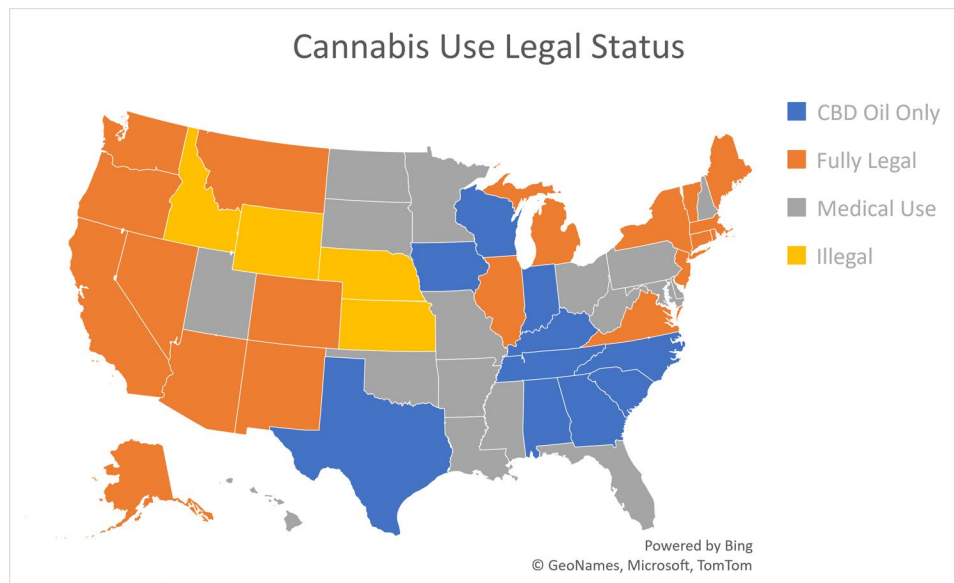 Cannabis Use Legal Status
CBD Oil Only
Fully Legal
Medical Use
Illegal
Powered by Bing
© GeoNames, Microsoft, TomTom